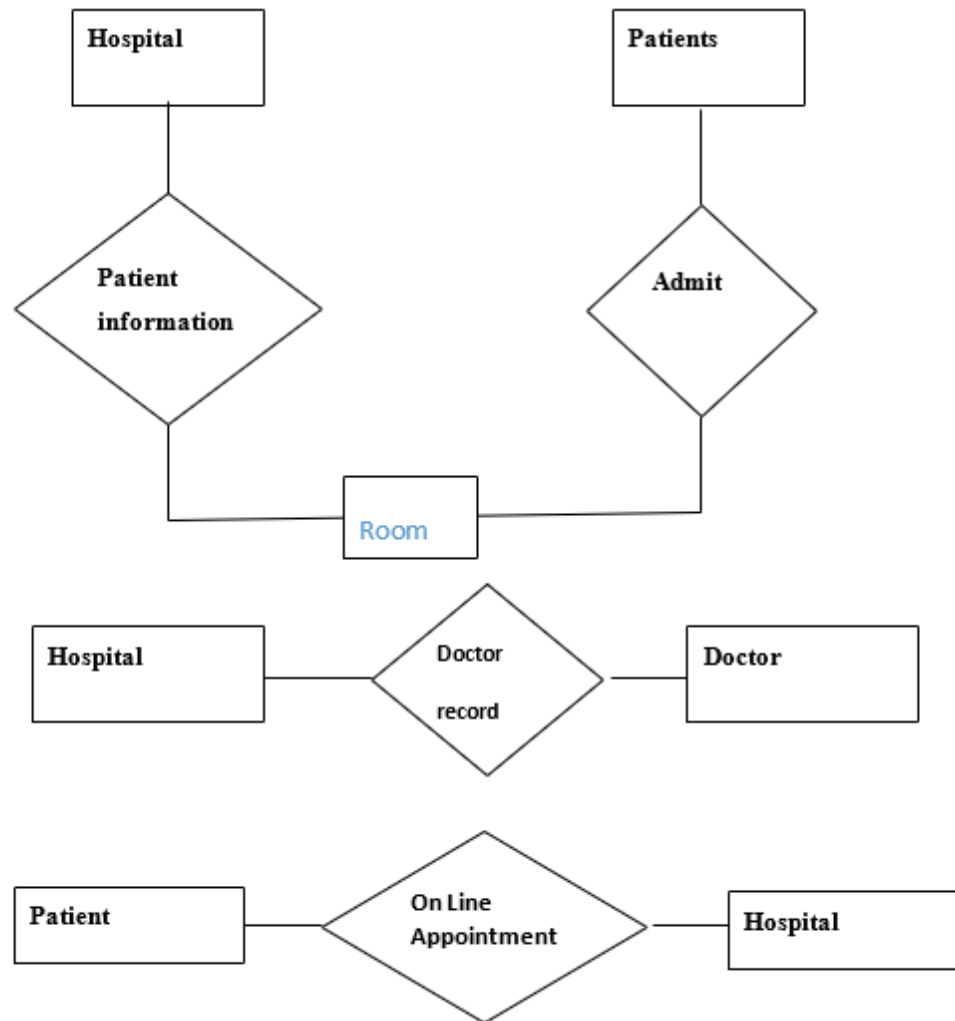 Hospital
Patients
Patient
information
Admit
Room
Hospital
Doctor
record
Doctor
Patient
On Line
Appointment
Hospital